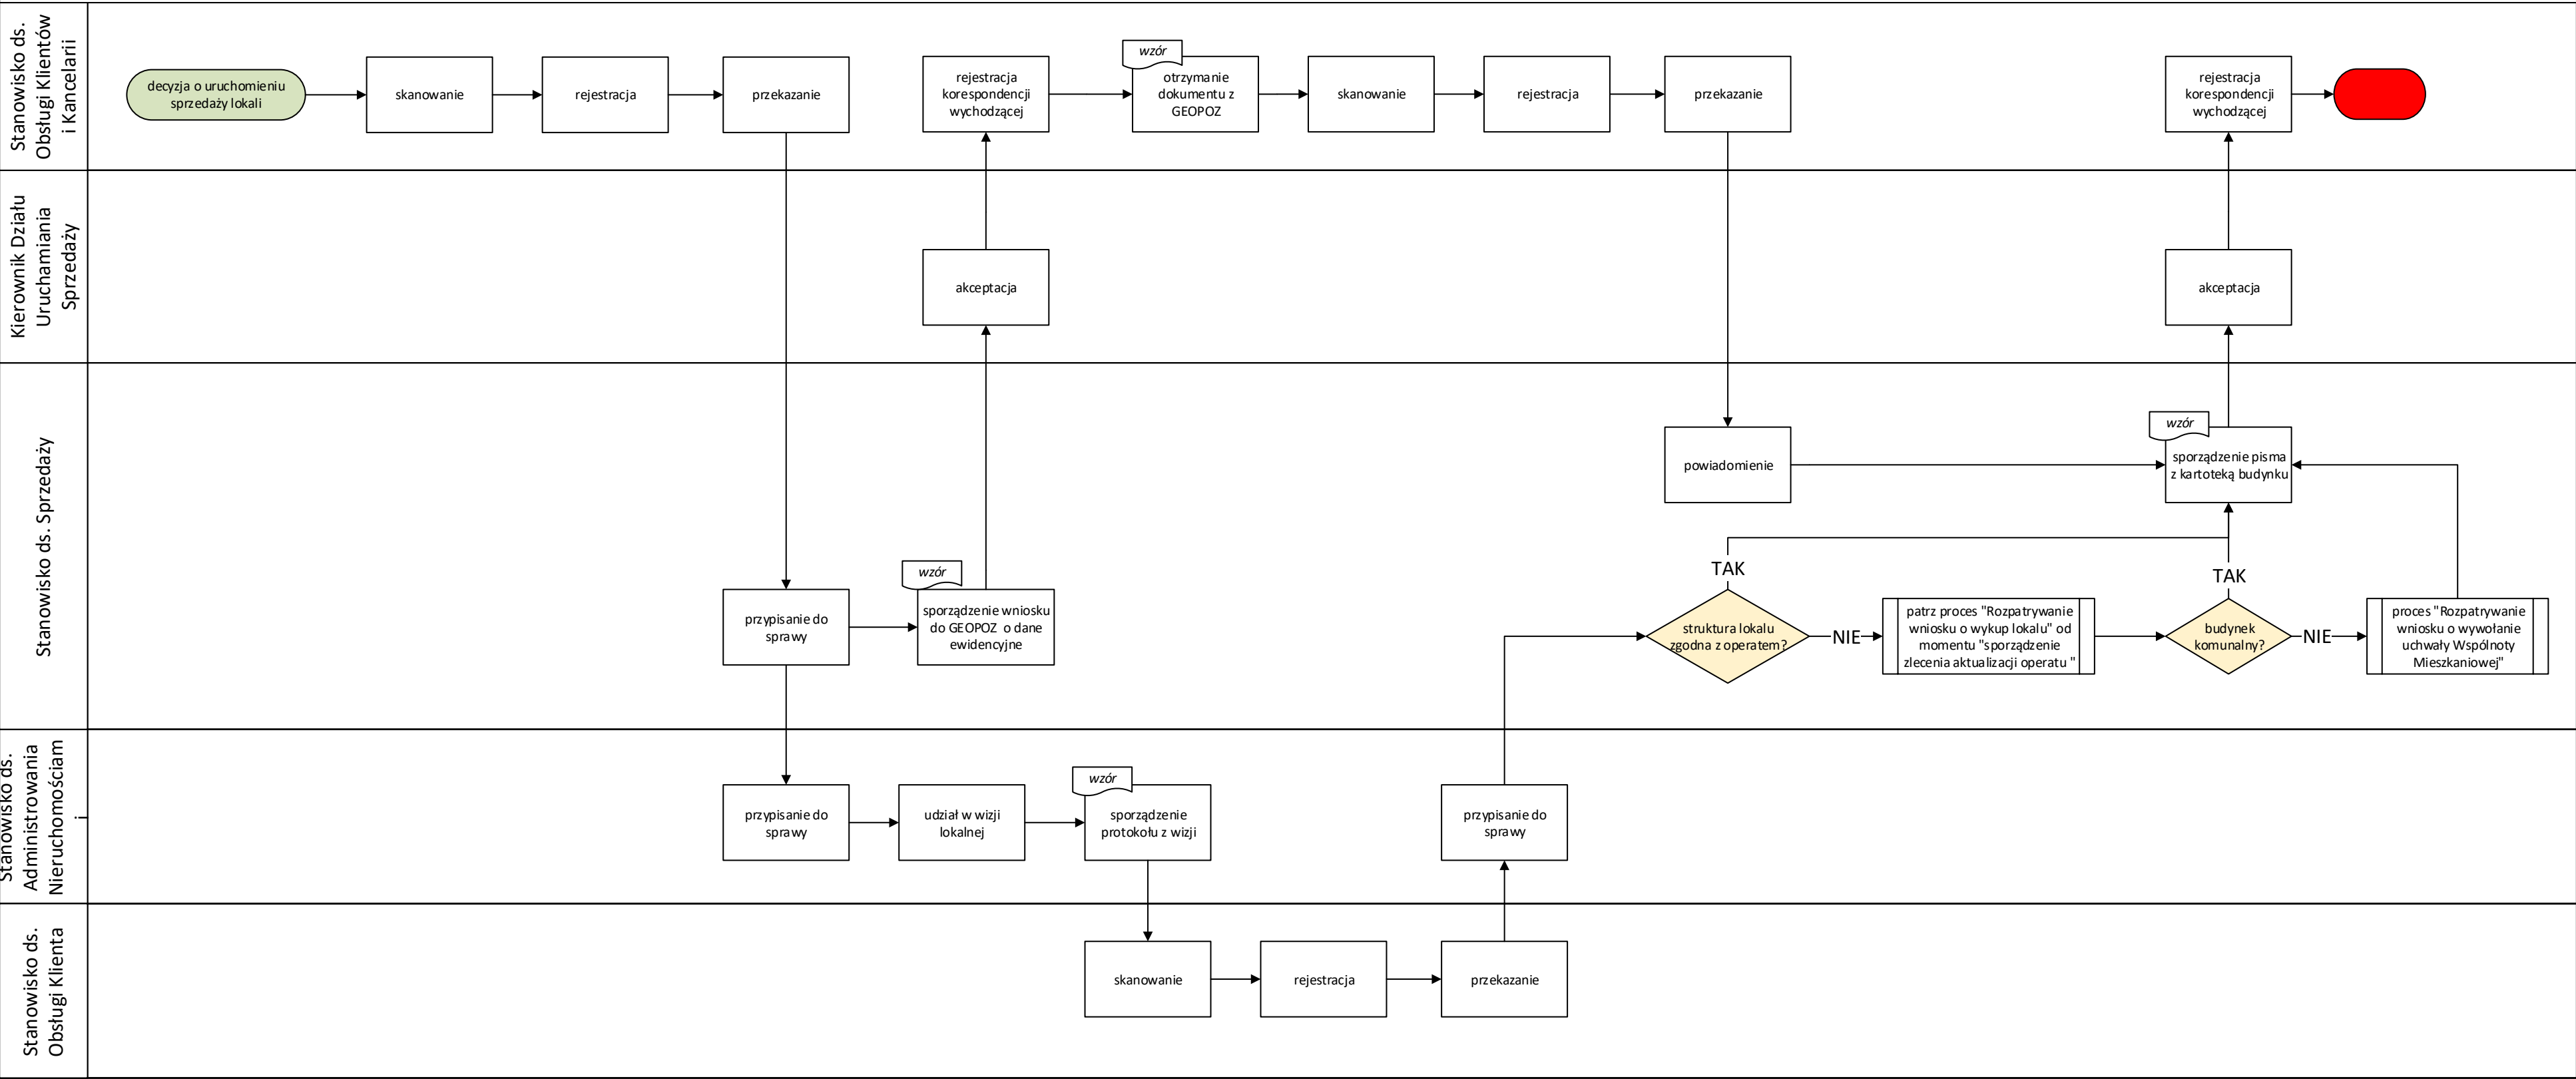 Stanowisko ds.
Obsługi Klientów
i Kancelarii
decyzja o uruchomieniu
sprzedaży lokali
skanowanie
rejestracja
przekazanie
rejestracja
korespondencji
wychodzącej
wzór
otrzymanie
dokumentu z
GEOPOZ
skanowanie
rejestracja
przekazanie
rejestracja
korespondencji
wychodzącej
Kierownik Działu
Uruchamiania
Sprzedaży
akceptacja
akceptacja
Stanowisko ds. Sprzedaży
powiadomienie
wzór
sporządzenie pisma
z kartoteką budynku
przypisanie do
sprawy
wzór
sporządzenie wniosku
do GEOPOZ o dane
ewidencyjne
TAK
struktura lokalu
zgodna z operatem?
NIE
patrz proces "Rozpatrywanie
wniosku o wykup lokalu" od
momentu "sporządzenie
zlecenia aktualizacji operatu "
TAK
budynek
komunalny?
NIE
proces "Rozpatrywanie
wniosku o wywołanie
uchwały Wspólnoty
Mieszkaniowej"
Stanowisko ds.
Administrowania
Nieruchomościam
i
przypisanie do
sprawy
udział w wizji
lokalnej
wzór
sporządzenie
protokołu z wizji
przypisanie do
sprawy
Stanowisko ds.
Obsługi Klienta
skanowanie
rejestracja
przekazanie